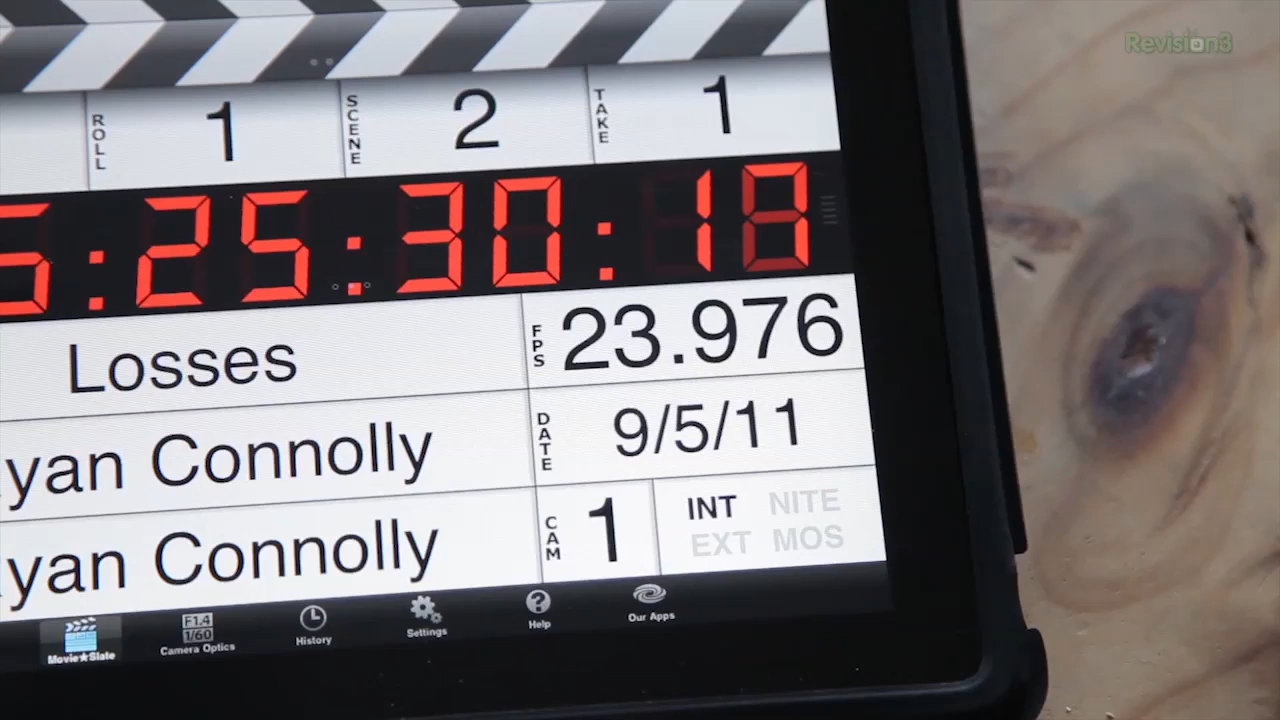 Revision3
ROLL 1 SCENE 2 TAKE 1
5:25:30:17
Losses FPS 23.976
yan Connolly DATE 9/5/11
yan Connolly CAM 1 INT NITE
EXT MOS
F1.4
1/60
Movie★Slate Camera Optics History Settings Help Our Apps